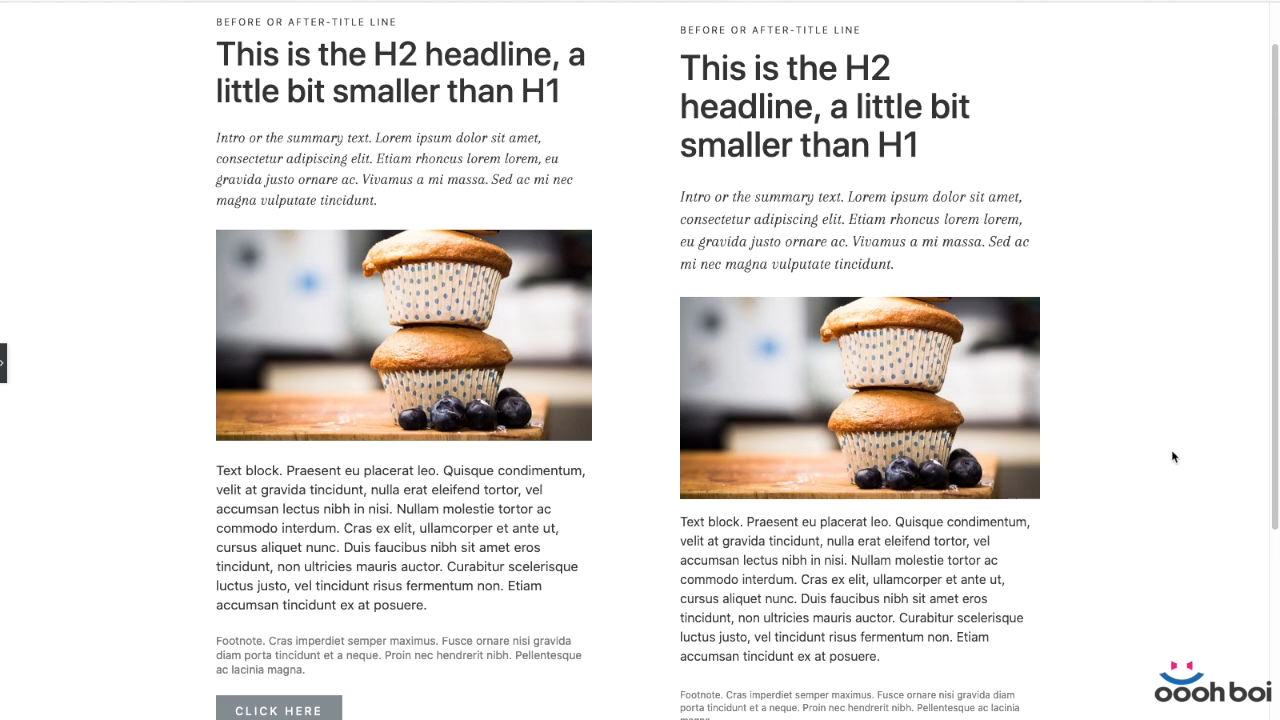 BEFORE OR AFTER-TITLE LINE
This is the H2 headline, a
little bit smaller than H1
Intro or the summary text. Lorem ipsum dolor sit amet,
consectetur adipiscing elit. Etiam rhoncus lorem lorem, eu
gravida justo ornare ac. Vivamus a mi massa. Sed ac mi nec
magna vulputate tincidunt.
Text block. Praesent eu placerat leo. Quisque condimentum,
velit at gravida tincidunt, nulla erat eleifend tortor, vel
accumsan lectus nibh in nisi. Nullam molestie tortor ac
commodo interdum. Cras ex elit, ullamcorper et ante ut,
cursus aliquet nunc. Duis faucibus nibh sit amet eros
tincidunt, non ultricies mauris auctor. Curabitur scelerisque
luctus justo, vel tincidunt risus fermentum non. Etiam
accumsan tincidunt ex at posuere.
Footnote. Cras imperdiet semper maximus. Fusce ornare nisi gravida
diam porta tincidunt et a neque. Proin nec hendrerit nibh. Pellentesque
ac lacinia magna.
CLICK HERE
BEFORE OR AFTER-TITLE LINE
This is the H2
headline, a little bit
smaller than H1
Intro or the summary text. Lorem ipsum dolor sit amet,
consectetur adipiscing elit. Etiam rhoncus lorem lorem,
eu gravida justo ornare ac. Vivamus a mi massa. Sed ac
mi nec magna vulputate tincidunt.
Text block. Praesent eu placerat leo. Quisque condimentum,
velit at gravida tincidunt, nulla erat eleifend tortor, vel
accumsan lectus nibh in nisi. Nullam molestie tortor ac
commodo interdum. Cras ex elit, ullamcorper et ante ut,
cursus aliquet nunc. Duis faucibus nibh sit amet eros
tincidunt, non ultricies mauris auctor. Curabitur scelerisque
luctus justo, vel tincidunt risus fermentum non. Etiam
accumsan tincidunt ex at posuere.
Footnote. Cras imperdiet semper maximus. Fusce ornare nisi gravida diam
porta tincidunt et a neque. Proin nec hendrerit nibh. Pellentesque ac lacinia
oooh boi